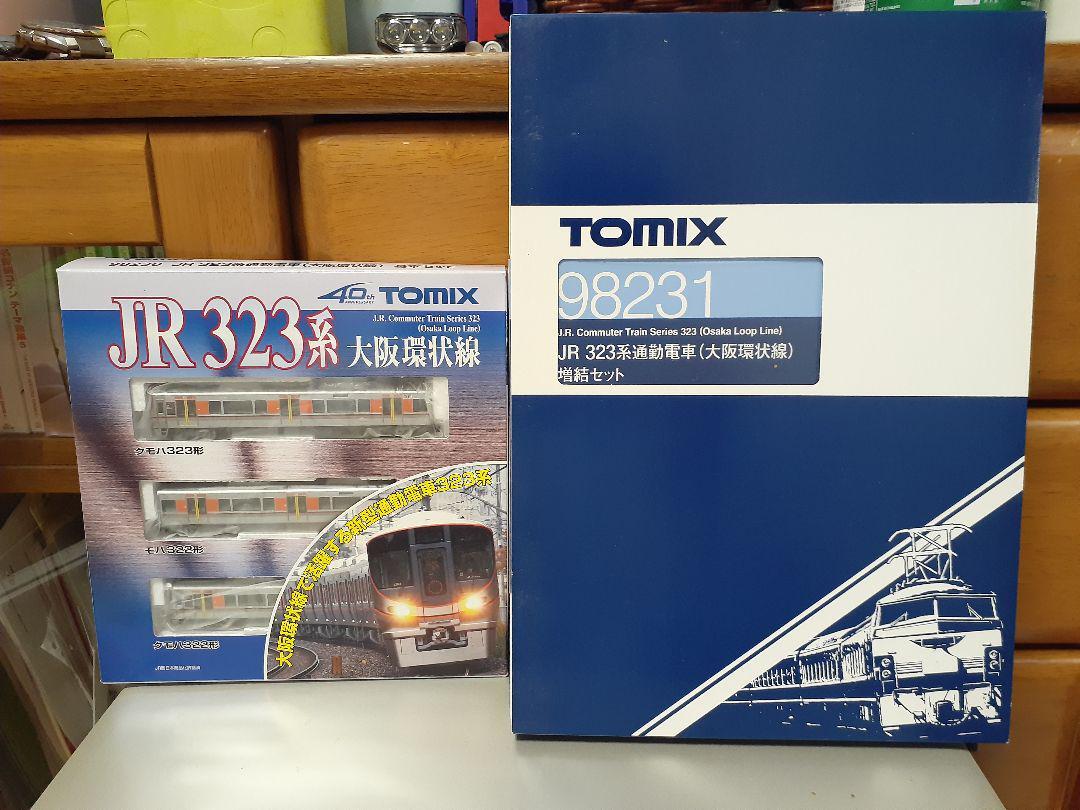 40th
ANNIVERSARY
TOMIX
JR 323系
J.R. Commuter Train Series 323
(Osaka Loop Line)
大阪環状線
クモハ323形
モハ322形
クモハ322形
大阪環状線で活躍する新型通勤電車323系
TOMIX
98231
J.R. Commuter Train Series 323 (Osaka Loop Line)
JR 323系通勤電車(大阪環状線)
増結セット